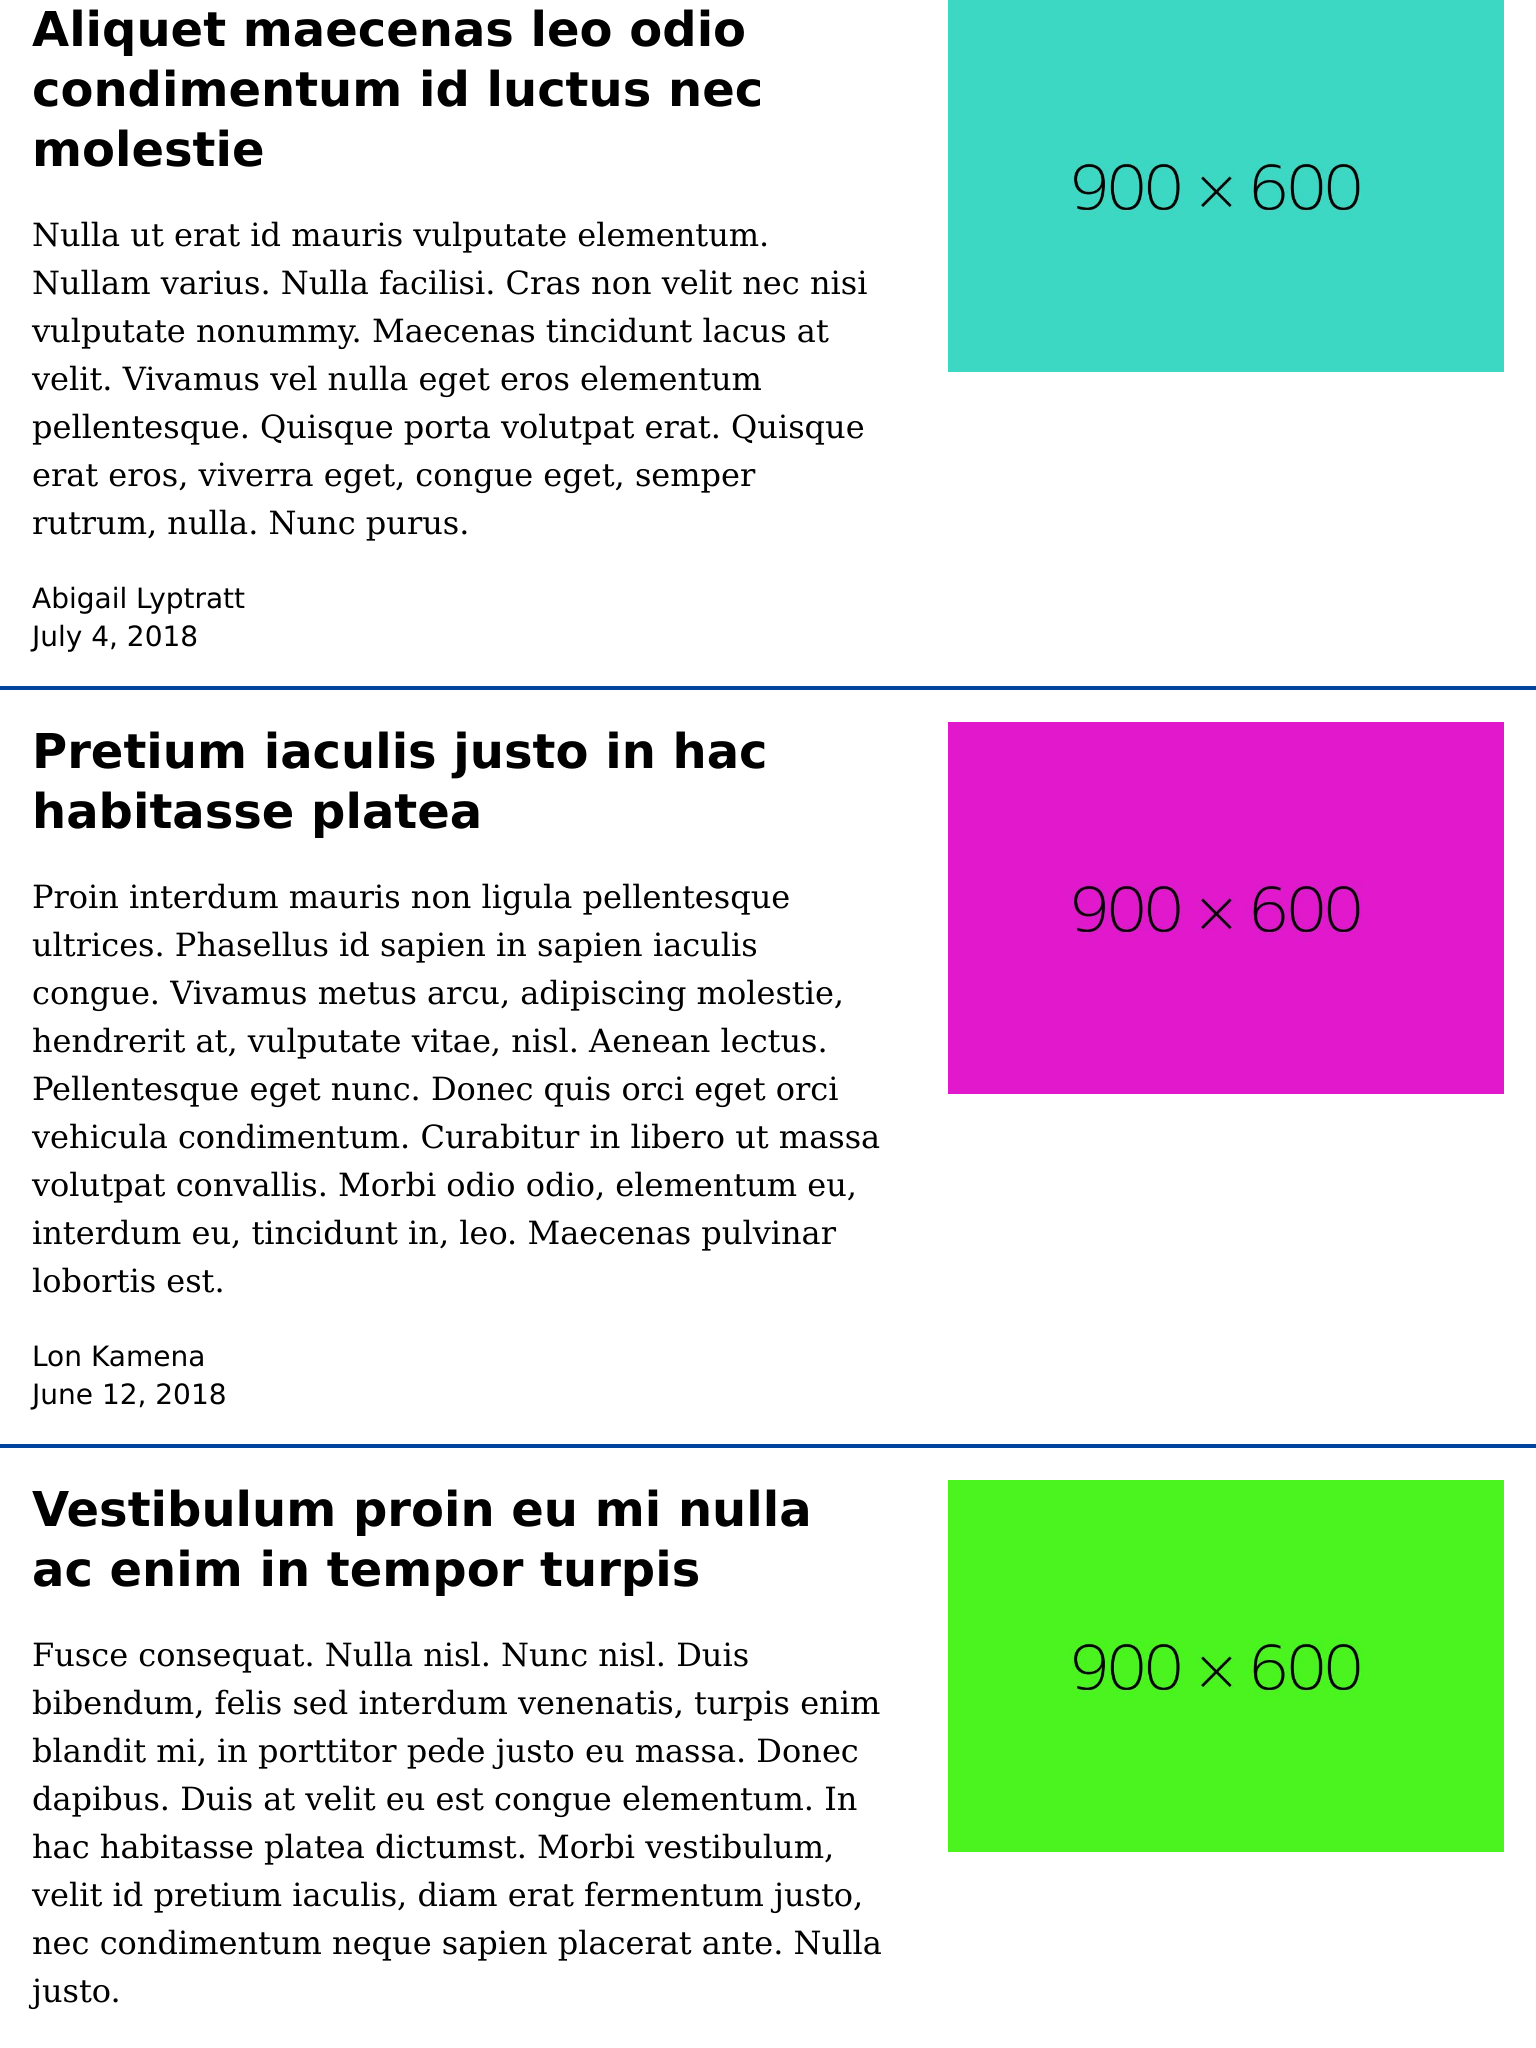 Aliquet maecenas leo odio
condimentum id luctus nec
molestie
Nulla ut erat id mauris vulputate elementum.
Nullam varius. Nulla facilisi. Cras non velit nec nisi
vulputate nonummy. Maecenas tincidunt lacus at
velit. Vivamus vel nulla eget eros elementum
pellentesque. Quisque porta volutpat erat. Quisque
erat eros, viverra eget, congue eget, semper
rutrum, nulla. Nunc purus.
Abigail Lyptratt
July 4, 2018
900 × 600
Pretium iaculis justo in hac
habitasse platea
Proin interdum mauris non ligula pellentesque
ultrices. Phasellus id sapien in sapien iaculis
congue. Vivamus metus arcu, adipiscing molestie,
hendrerit at, vulputate vitae, nisl. Aenean lectus.
Pellentesque eget nunc. Donec quis orci eget orci
vehicula condimentum. Curabitur in libero ut massa
volutpat convallis. Morbi odio odio, elementum eu,
interdum eu, tincidunt in, leo. Maecenas pulvinar
lobortis est.
Lon Kamena
June 12, 2018
900 × 600
Vestibulum proin eu mi nulla
ac enim in tempor turpis
Fusce consequat. Nulla nisl. Nunc nisl. Duis
bibendum, felis sed interdum venenatis, turpis enim
blandit mi, in porttitor pede justo eu massa. Donec
dapibus. Duis at velit eu est congue elementum. In
hac habitasse platea dictumst. Morbi vestibulum,
velit id pretium iaculis, diam erat fermentum justo,
nec condimentum neque sapien placerat ante. Nulla
justo.
900 × 600